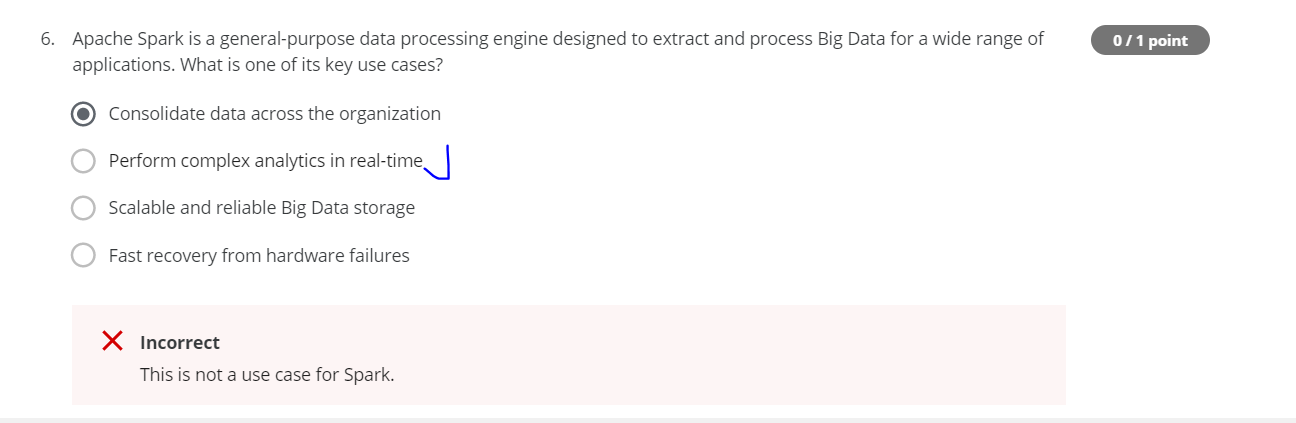 6. Apache Spark is a general-purpose data processing engine designed to extract and process Big Data for a wide range of
applications. What is one of its key use cases?
0 / 1 point
Consolidate data across the organization
Perform complex analytics in real-time
Scalable and reliable Big Data storage
Fast recovery from hardware failures
Incorrect
This is not a use case for Spark.